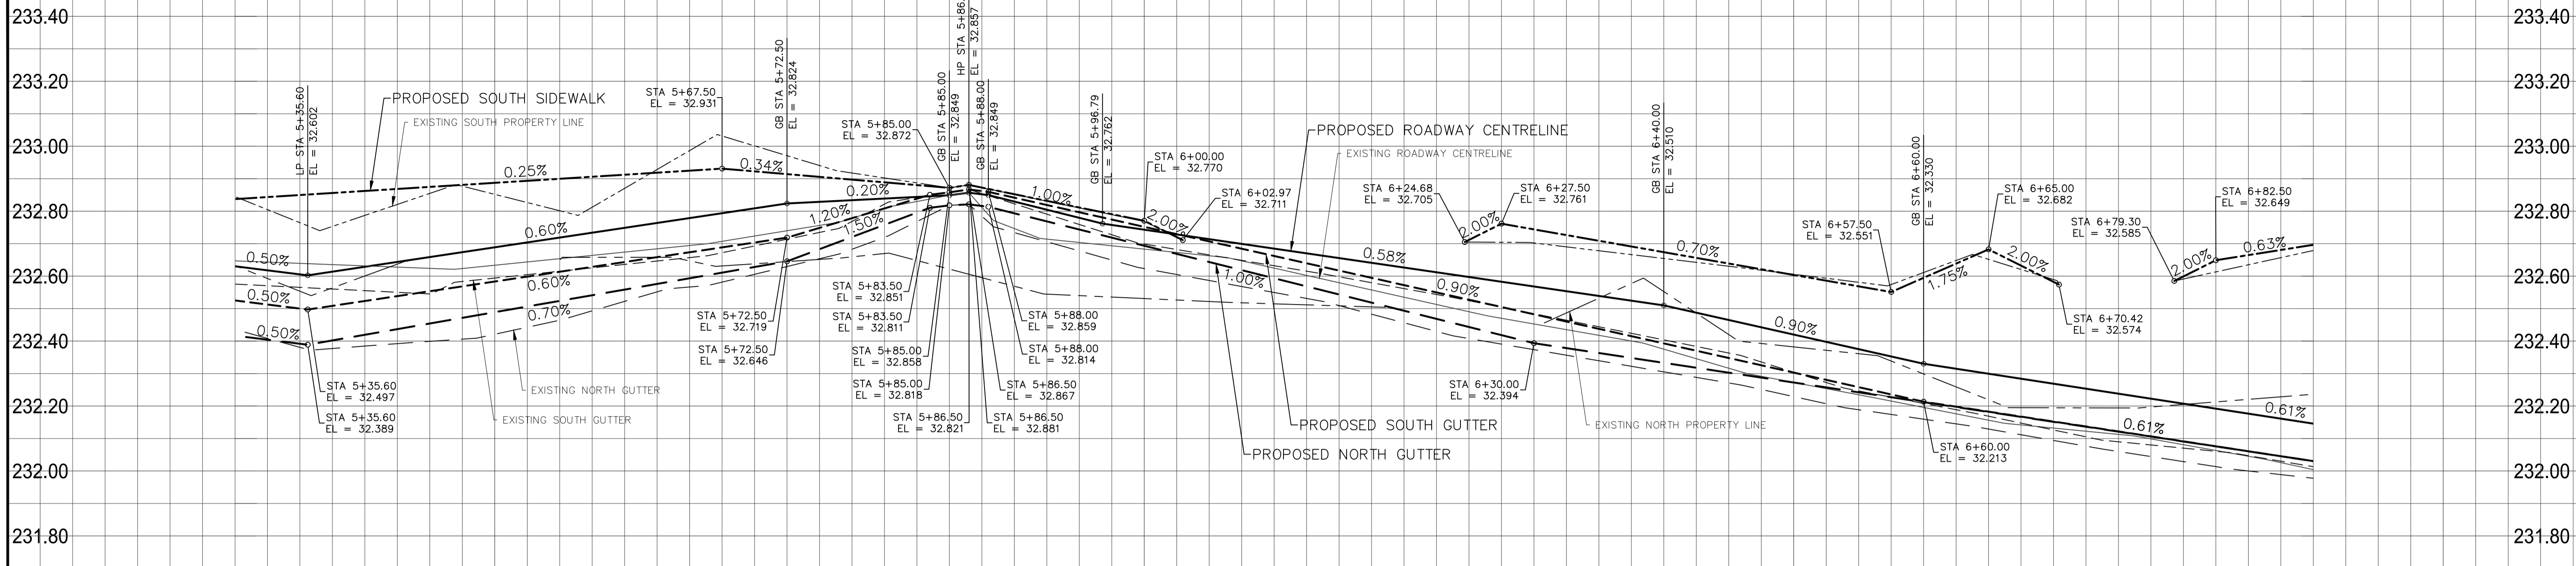 233.40
233.20
233.00
232.80
232.60
232.40
232.20
232.00
231.80
LP STA 5+35.60
EL = 32.602
PROPOSED SOUTH SIDEWALK
EXISTING SOUTH PROPERTY LINE
0.25%
STA 5+67.50
EL = 32.931
0.34%
GB STA 5+72.50
EL = 32.824
STA 5+85.00
EL = 32.872
GB STA 5+85.00
EL = 32.849
HP STA 5+86.
EL = 32.857
GB STA 5+88.00
EL = 32.849
GB STA 5+96.79
EL = 32.762
PROPOSED ROADWAY CENTRELINE
EXISTING ROADWAY CENTRELINE
STA 6+00.00
EL = 32.770
STA 6+02.97
EL = 32.711
1.00%
2.00%
STA 6+24.68
EL = 32.705
2.00%
STA 6+27.50
EL = 32.761
GB STA 6+40.00
EL = 32.510
0.70%
STA 6+57.50
EL = 32.551
GB STA 6+60.00
EL = 32.330
STA 6+65.00
EL = 32.682
1.75%
2.00%
STA 6+70.42
EL = 32.574
STA 6+79.30
EL = 32.585
2.00%
STA 6+82.50
EL = 32.649
0.63%
0.50%
0.60%
0.20%
1.20%
1.50%
0.58%
0.90%
0.61%
0.50%
0.60%
0.90%
0.50%
0.70%
1.00%
0.61%
STA 5+35.60
EL = 32.497
STA 5+35.60
EL = 32.389
EXISTING SOUTH GUTTER
EXISTING NORTH GUTTER
STA 5+72.50
EL = 32.719
STA 5+72.50
EL = 32.646
STA 5+83.50
EL = 32.851
STA 5+83.50
EL = 32.811
STA 5+85.00
EL = 32.858
STA 5+85.00
EL = 32.818
STA 5+86.50
EL = 32.821
STA 5+88.00
EL = 32.859
STA 5+88.00
EL = 32.814
STA 5+86.50
EL = 32.867
STA 5+86.50
EL = 32.881
PROPOSED NORTH GUTTER
PROPOSED SOUTH GUTTER
STA 6+30.00
EL = 32.394
EXISTING NORTH PROPERTY LINE
STA 6+60.00
EL = 32.213
233.40
233.20
233.00
232.80
232.60
232.40
232.20
232.00
231.80